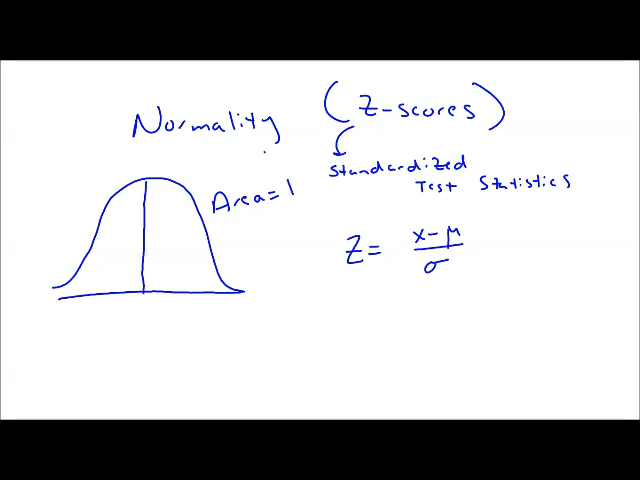 Normality (Z-scores)
Standardized
Test Statistics
Area=1
Z= x-μ
σ